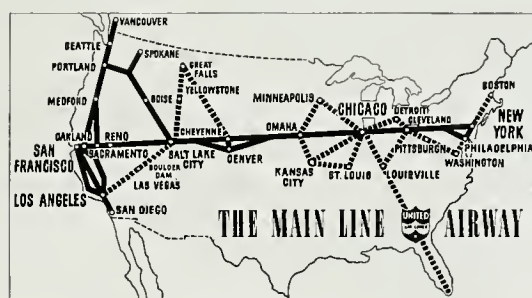 VANCOUVER
SEATTLE
SPOKANE
PORTLAND
GREAT
FALLS
YELLOWSTONE
BOSTON
MEDFORD
BOISE
MINNEAPOLIS
CHICAGO
DETROIT
CLEVELAND
NEW
YORK
OAKLAND
RENO
CHEYENNE
OMAHA
SAN
FRANCISCO
SACRAMENTO
SALT LAKE
CITY
DENVER
PITTSBURGH
PHILADELPHIA
WASHINGTON
BOULDER
DAM
LAS VEGAS
KANSAS
CITY
ST. LOUIS
LOUISVILLE
LOS ANGELES
SAN DIEGO
THE MAIN LINE UNITED AIR LINES AIRWAY